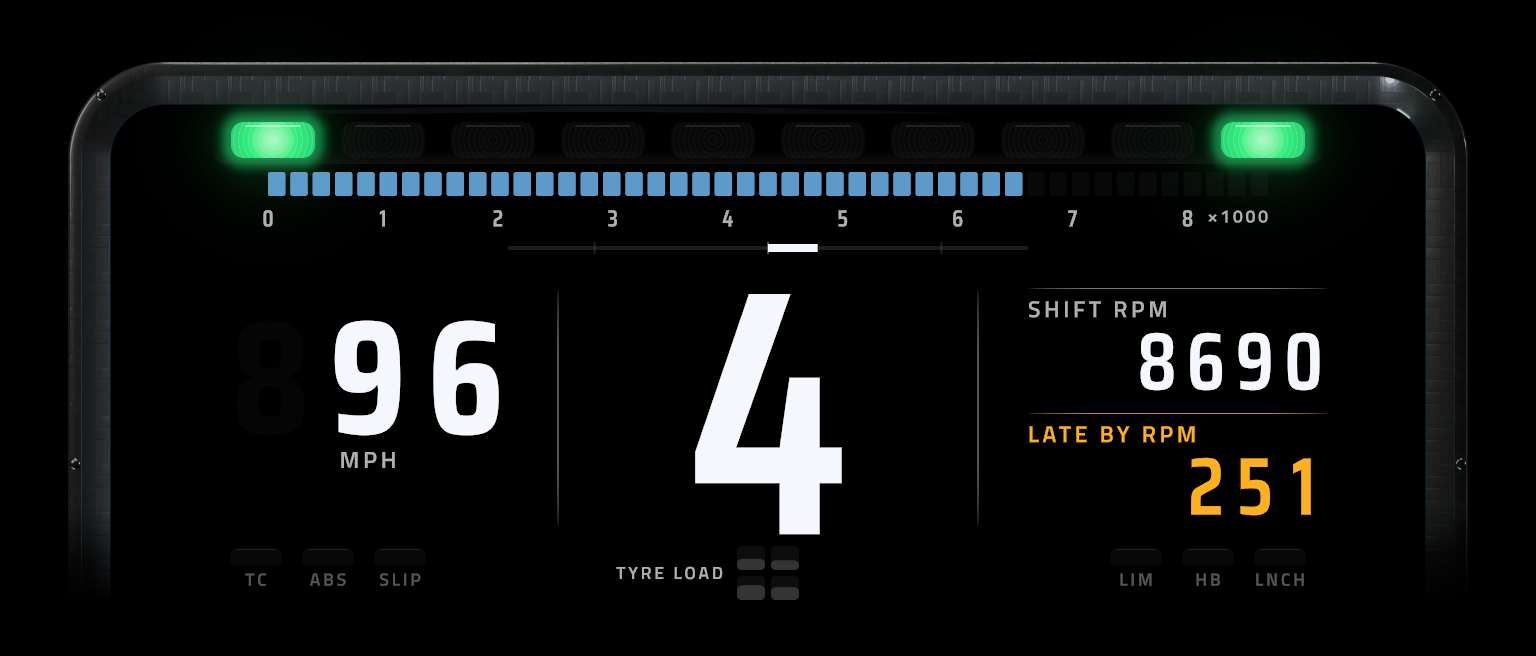 0 1 2 3 4 5 6 7 8 ×1000
96
MPH
4
SHIFT RPM
8690
LATE BY RPM
251
TC ABS SLIP
TYRE LOAD
LIM HB LNCH